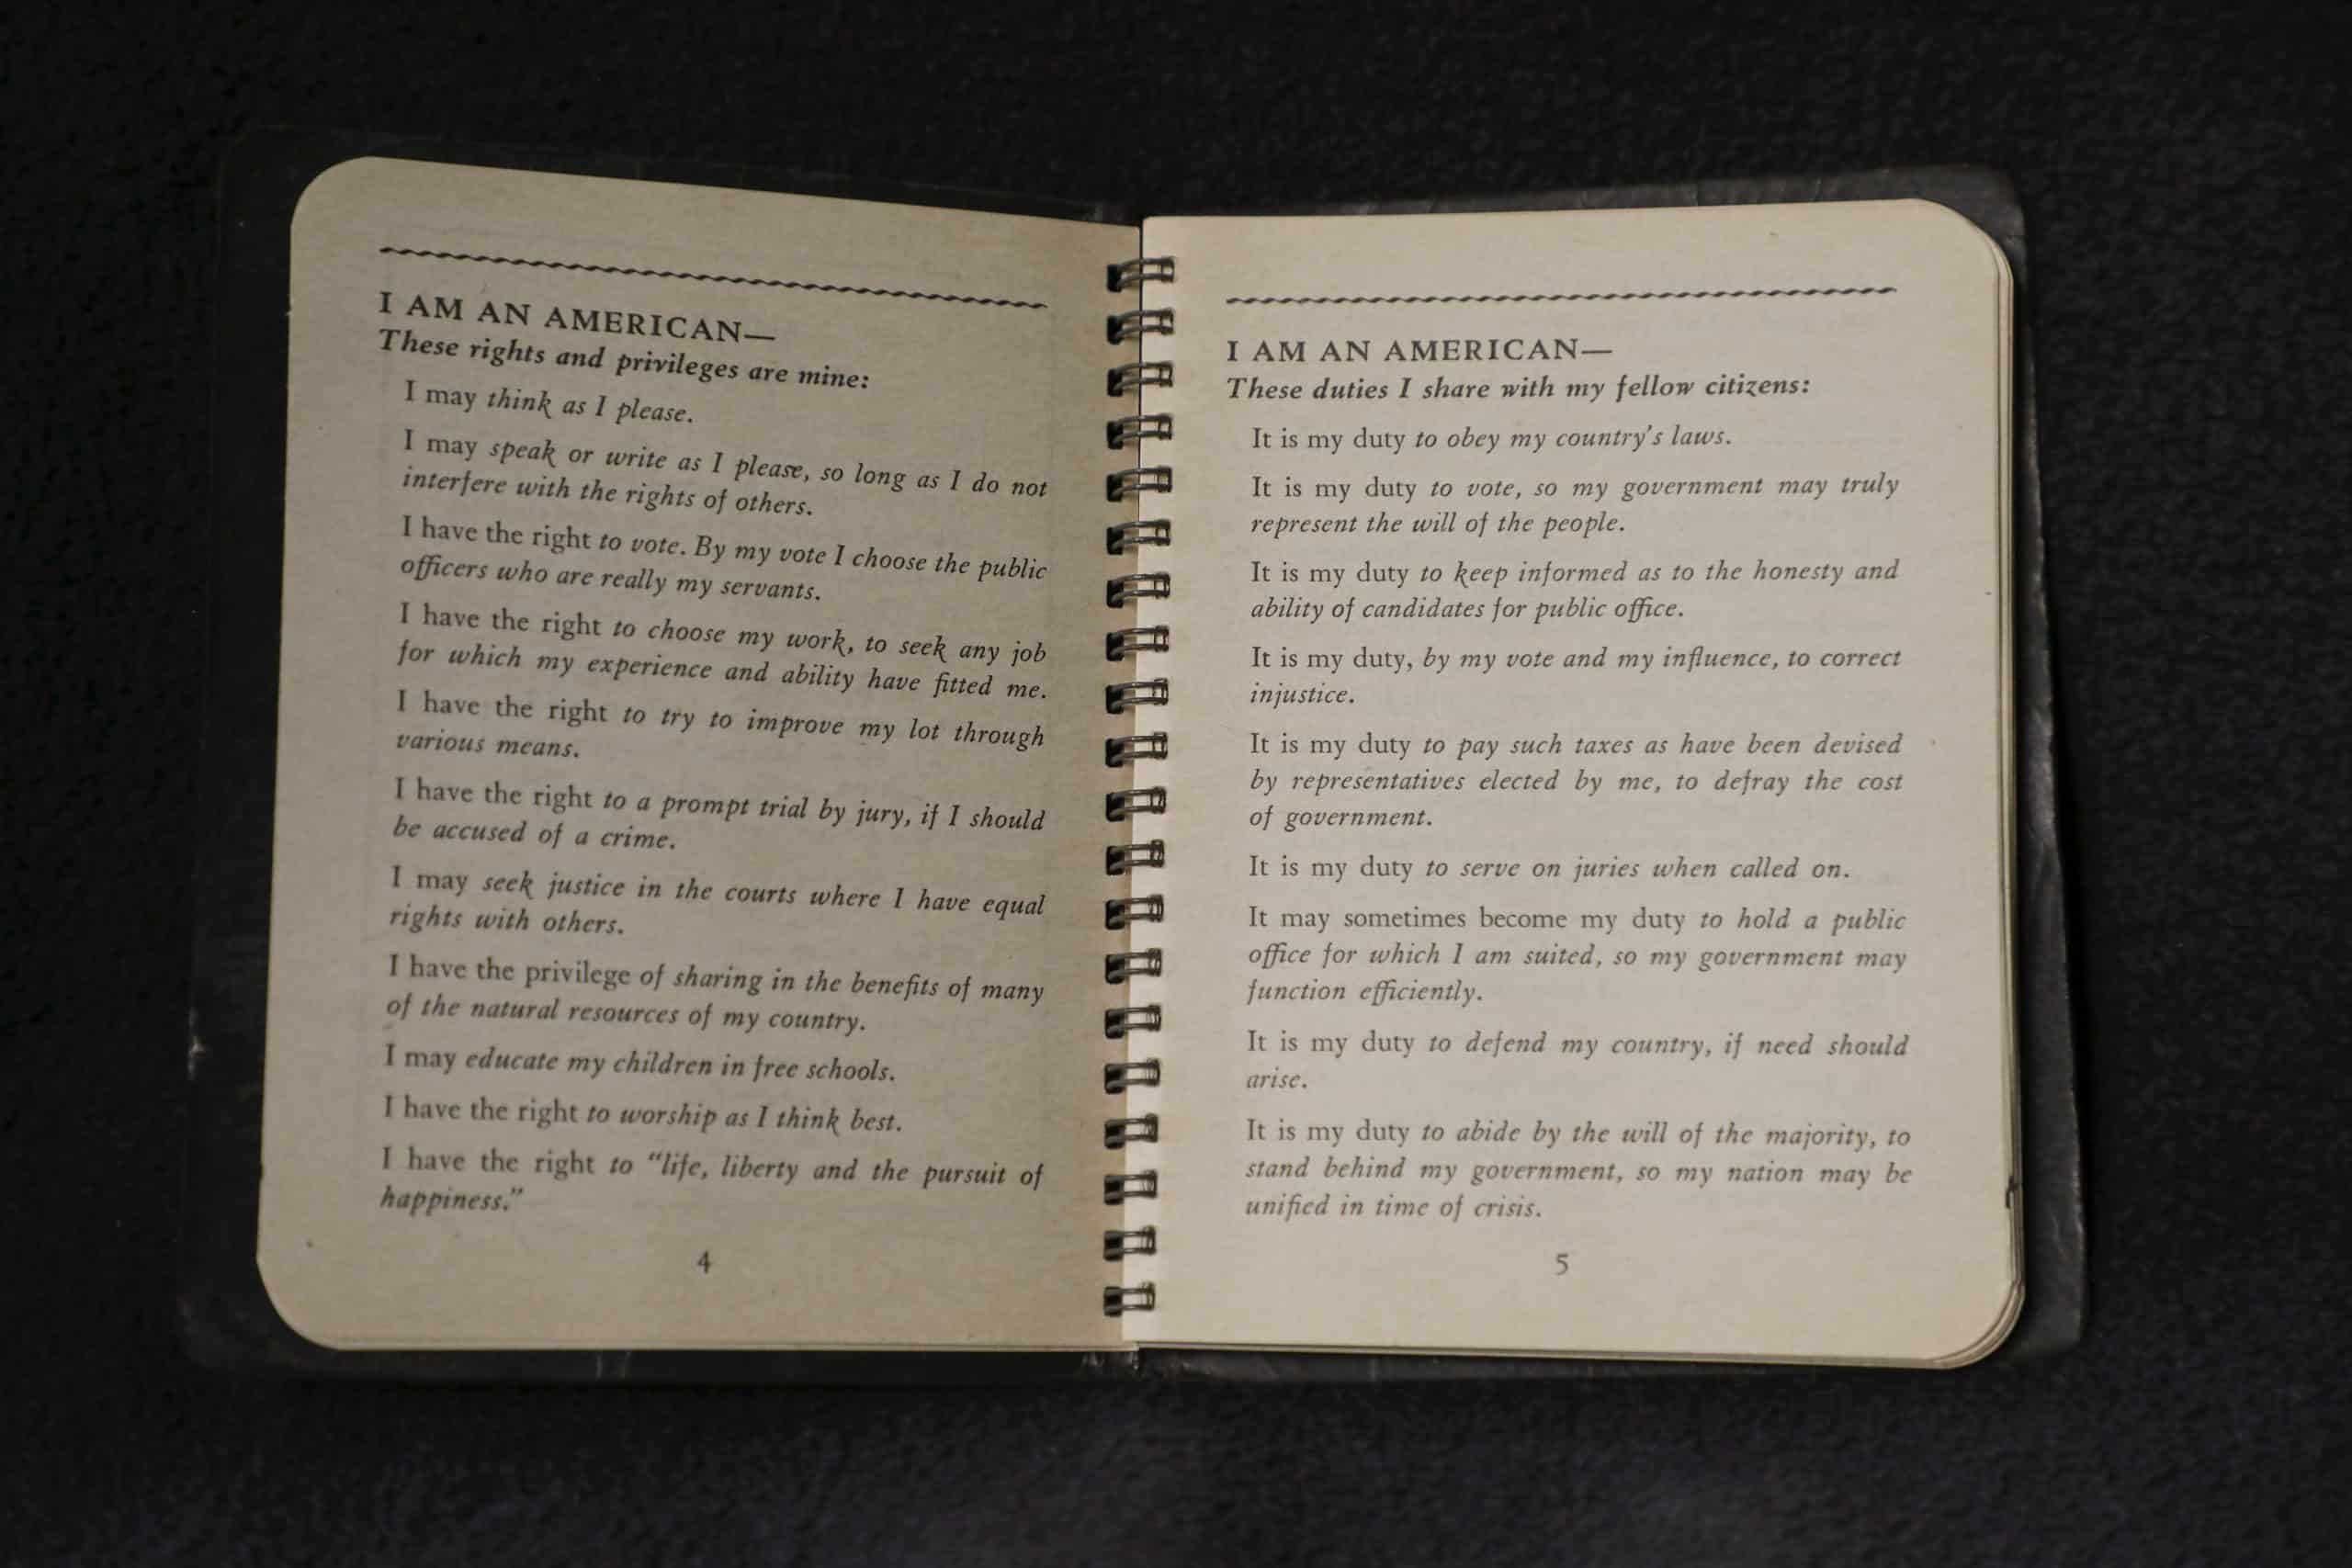 I AM AN AMERICAN—
These rights and privileges are mine:
I may think as I please.
I may speak or write as I please, so long as I do not
interfere with the rights of others.
I have the right to vote. By my vote I choose the public
officers who are really my servants.
I have the right to choose my work, to seek any job
for which my experience and ability have fitted me.
I have the right to try to improve my lot through
various means.
I have the right to a prompt trial by jury, if I should
be accused of a crime.
I may seek justice in the courts where I have equal
rights with others.
I have the privilege of sharing in the benefits of many
of the natural resources of my country.
I may educate my children in free schools.
I have the right to worship as I think best.
I have the right to “life, liberty and the pursuit of
happiness.”
4
I AM AN AMERICAN—
These duties I share with my fellow citizens:
It is my duty to obey my country's laws.
It is my duty to vote, so my government may truly
represent the will of the people.
It is my duty to keep informed as to the honesty and
ability of candidates for public office.
It is my duty, by my vote and my influence, to correct
injustice.
It is my duty to pay such taxes as have been devised
by representatives elected by me, to defray the cost
of government.
It is my duty to serve on juries when called on.
It may sometimes become my duty to hold a public
office for which I am suited, so my government may
function efficiently.
It is my duty to defend my country, if need should
arise.
It is my duty to abide by the will of the majority, to
stand behind my government, so my nation may be
unified in time of crisis.
5